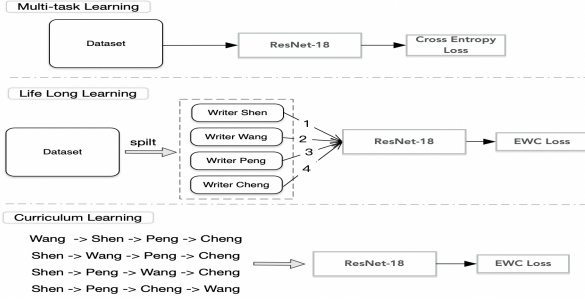 Multi-task Learning
Dataset
ResNet-18
Cross Entropy
Loss
Life Long Learning
Dataset
spilt
Writer Shen
Writer Wang
Writer Peng
Writer Cheng
1
2
3
4
ResNet-18
EWC Loss
Curriculum Learning
Wang -> Shen -> Peng -> Cheng
Shen -> Wang -> Peng -> Cheng
Shen -> Peng -> Wang -> Cheng
Shen -> Peng -> Cheng -> Wang
ResNet-18
EWC Loss